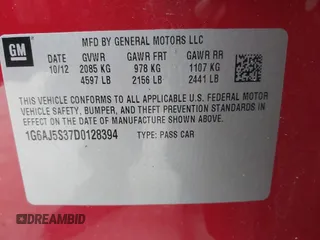 GM
MFD BY GENERAL MOTORS LLC
DATE GVWR GAWR FRT GAWR RR
10/12 2085 KG 978 KG 1107 KG
4597 LB 2156 LB 2441 LB
THIS VEHICLE CONFORMS TO ALL APPLICABLE U.S. FEDERAL MOTOR
VEHICLE SAFETY, BUMPER, AND THEFT PREVENTION STANDARDS IN
EFFECT ON THE DATE OF MANUFACTURE SHOWN ABOVE.
1G6AJ5S37D0128394 TYPE: PASS CAR
© DREAMBID.COM